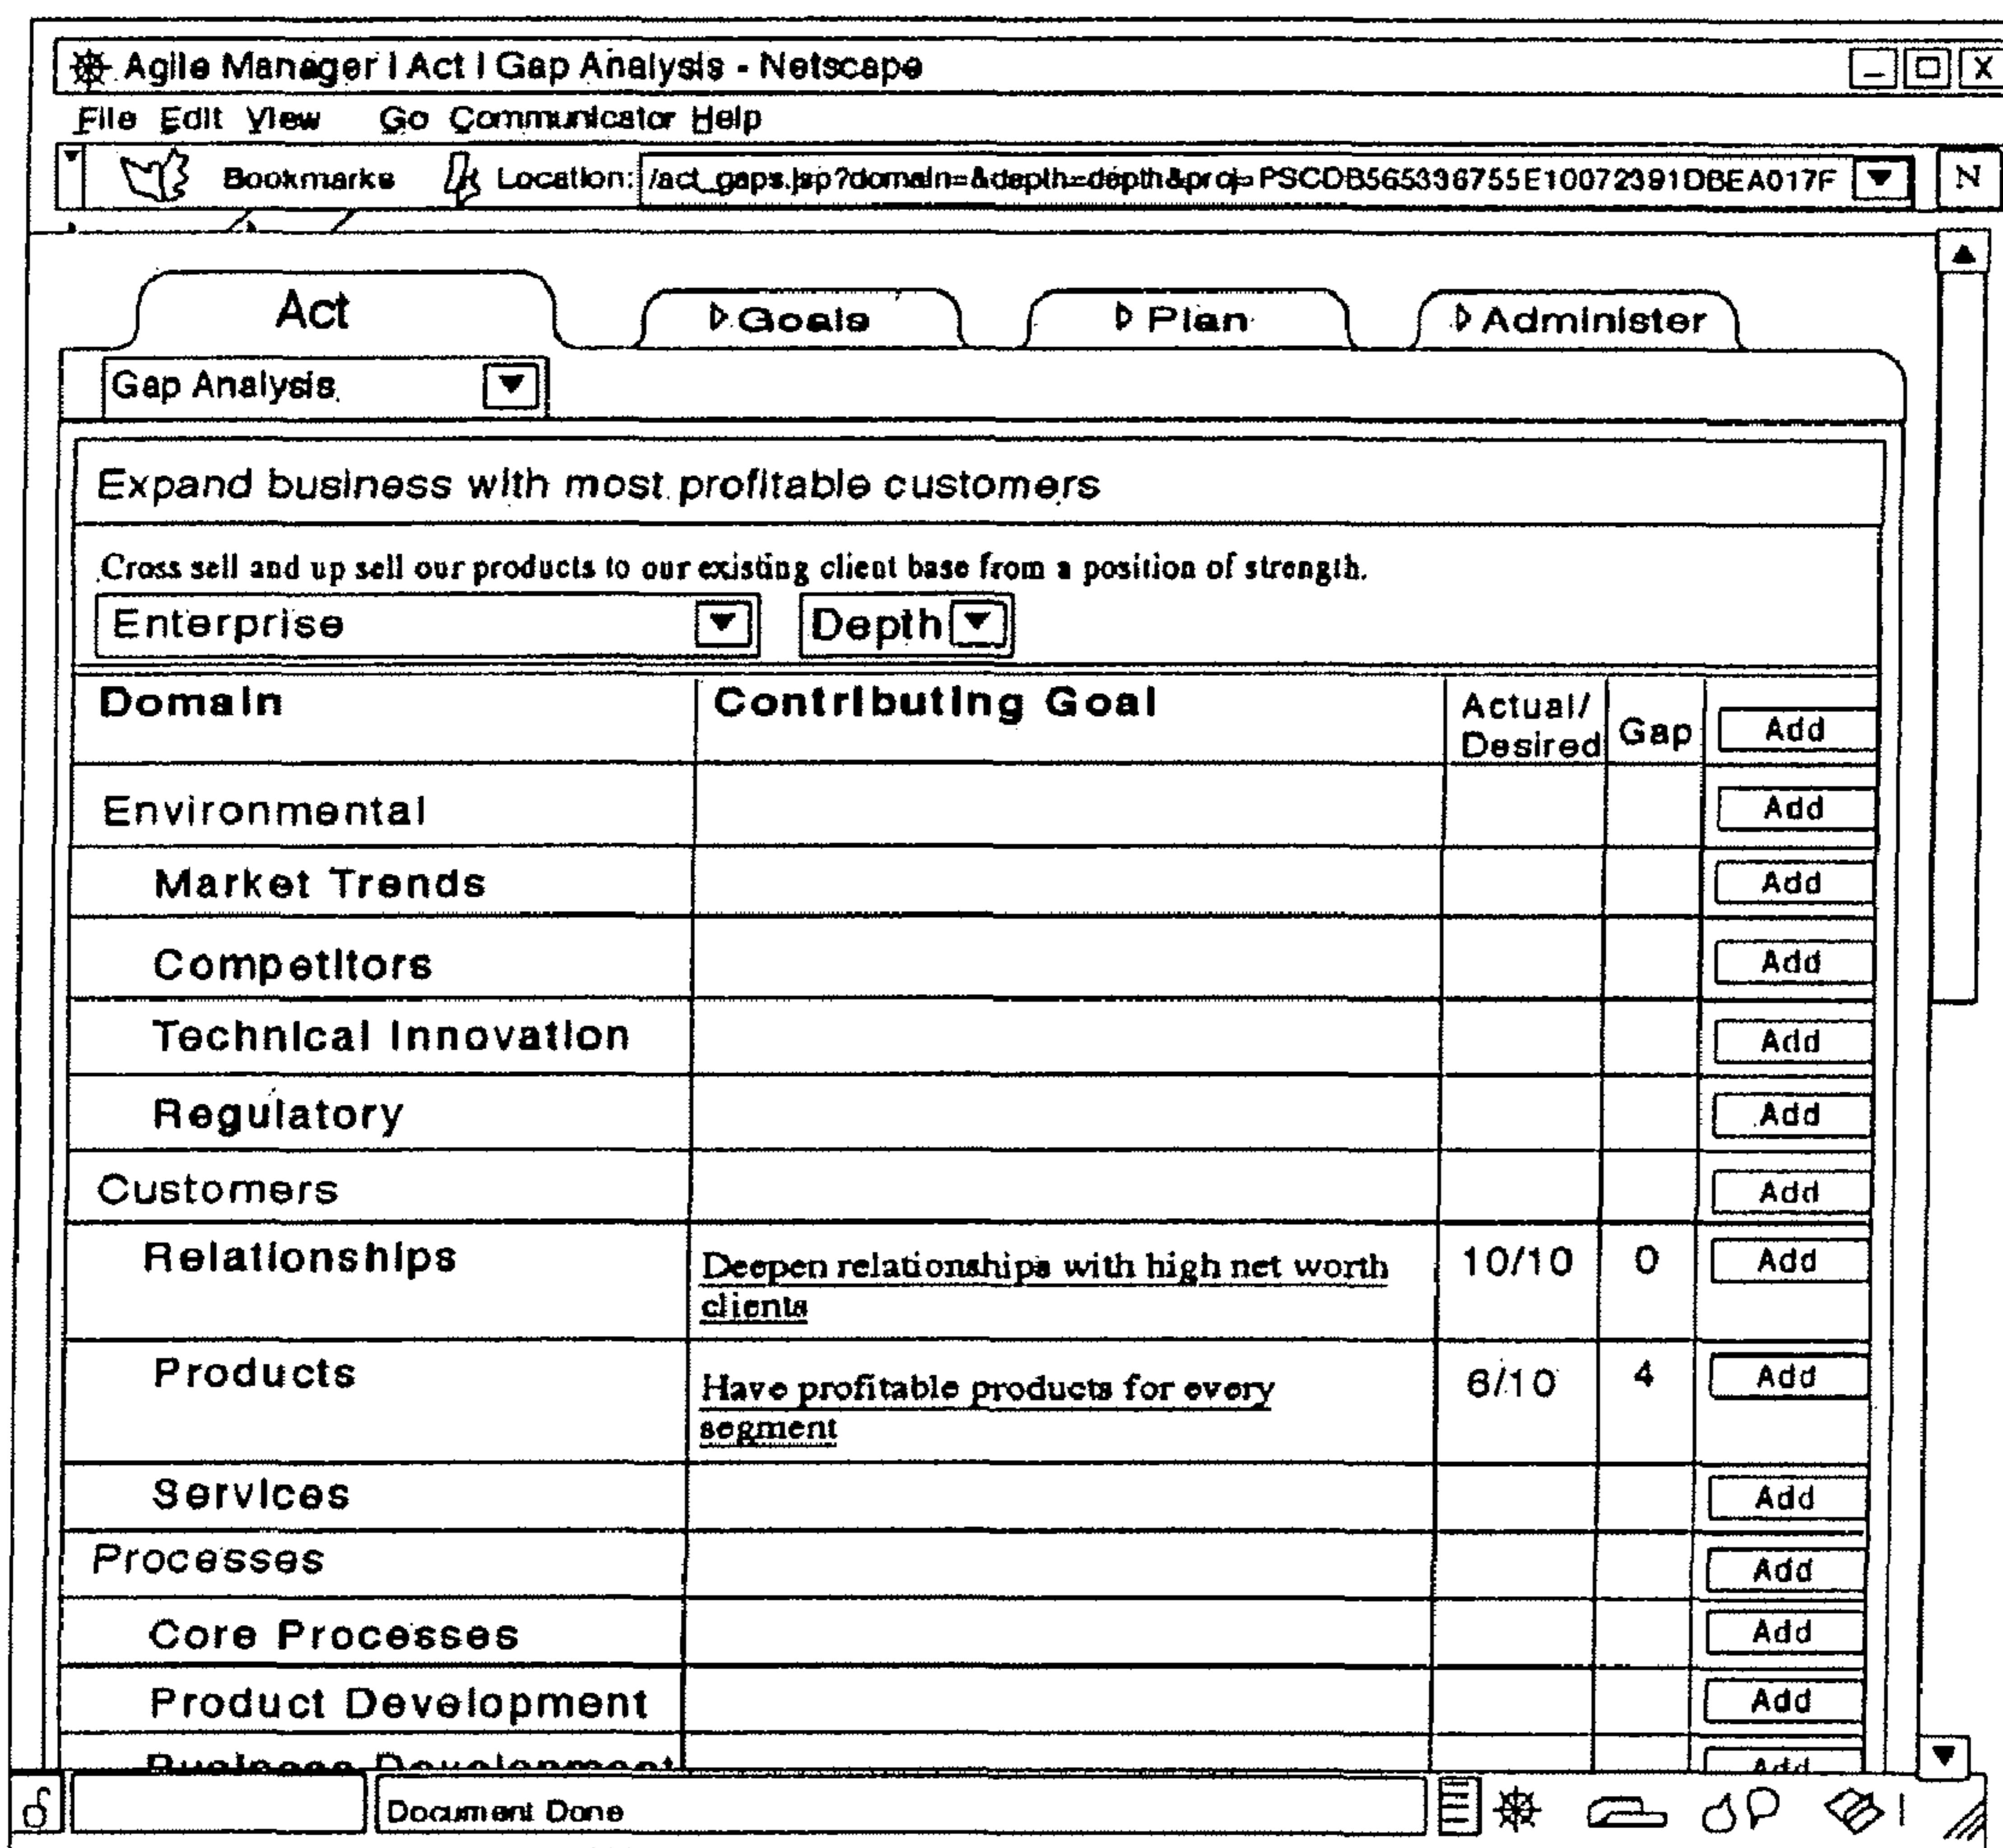 Agile Manager | Act | Gap Analysis - Netscape
File Edit View Go Communicator Help
Bookmarks Location: /act_gaps.jsp?domain=&depth=depth&proj=PSCDB565336755E10072391DBEA017F N
Act Goals Plan Administer
Gap Analysis
Expand business with most profitable customers
Cross sell and up sell our products to our existing client base from a position of strength.
Enterprise Depth
Domain Contributing Goal Actual/ Desired Gap Add
Environmental Add
Market Trends Add
Competitors Add
Technical Innovation Add
Regulatory Add
Customers Add
Relationships Deepen relationships with high net worth 10/10 0 Add
clients
Products Have profitable products for every 6/10 4 Add
segment
Services Add
Processes Add
Core Processes Add
Product Development Add
Business Development Add
Document Done